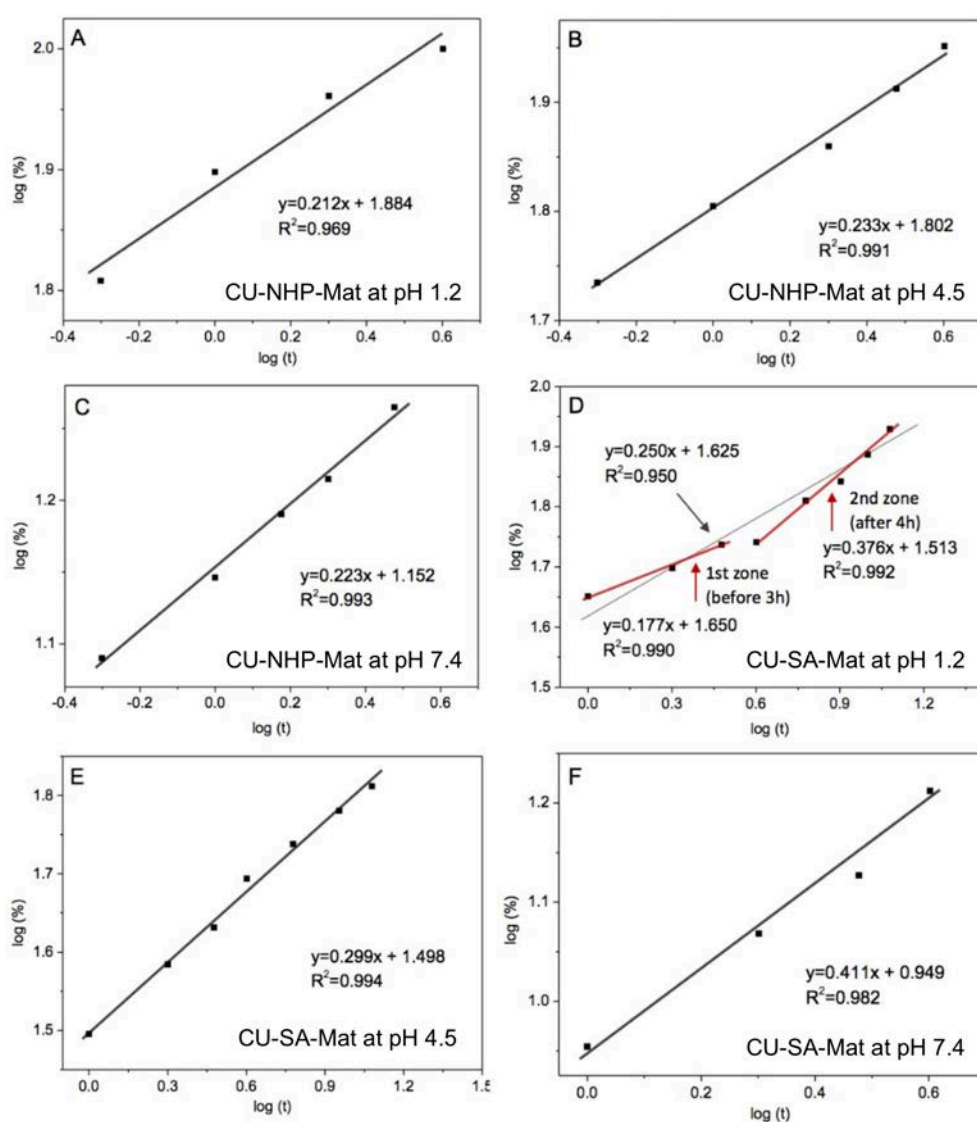 A
2.0
1.9
1.8
log (%)
y=0.212x + 1.884
R²=0.969
CU-NHP-Mat at pH 1.2
-0.4 -0.2 0.0 0.2 0.4 0.6
log (t)
B
1.9
1.8
1.7
log (%)
y=0.233x + 1.802
R²=0.991
CU-NHP-Mat at pH 4.5
-0.4 -0.2 0.0 0.2 0.4 0.6
log (t)
C
1.2
1.1
log (%)
y=0.223x + 1.152
R²=0.993
CU-NHP-Mat at pH 7.4
-0.4 -0.2 0.0 0.2 0.4 0.6
log (t)
D
2.0
1.9
1.8
1.7
1.6
1.5
log (%)
y=0.250x + 1.625
R²=0.950
2nd zone
(after 4h)
y=0.376x + 1.513
R²=0.992
1st zone
(before 3h)
y=0.177x + 1.650
R²=0.990
CU-SA-Mat at pH 1.2
0.0 0.3 0.6 0.9 1.2
log (t)
E
1.8
1.7
1.6
1.5
log (%)
y=0.299x + 1.498
R²=0.994
CU-SA-Mat at pH 4.5
0.0 0.3 0.6 0.9 1.2 1.5
log (t)
F
1.2
1.1
1.0
log (%)
y=0.411x + 0.949
R²=0.982
CU-SA-Mat at pH 7.4
0.0 0.2 0.4 0.6
log (t)